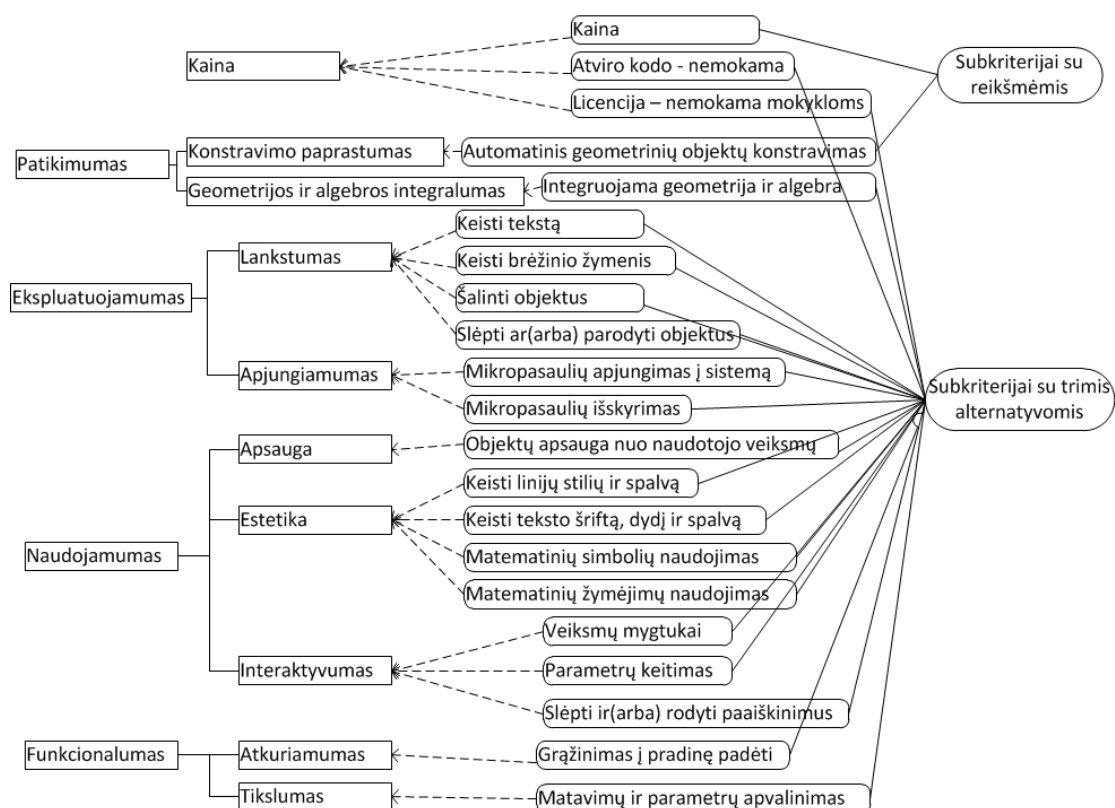 Kaina
Kaina
Atviro kodo - nemokama
Licencija – nemokama mokykloms
Subkriterijai su
reikšmėmis
Patikimumas
Konstravimo paprastumas
Automatinis geometrinių objektų konstravimas
Geometrijos ir algebros integralumas
Integruojama geometrija ir algebra
Ekspluatuojamumas
Lankstumas
Keisti tekstą
Keisti brėžinio žymenis
Šalinti objektus
Slėpti ar(arba) parodyti objektus
Apjungiamumas
Mikropasaulių apjungimas į sistemą
Mikropasaulių išskyrimas
Subkriterijai su trimis
alternatyvomis
Naudojamumas
Apsauga
Objektų apsauga nuo naudotojo veiksmų
Estetika
Keisti linijų stilių ir spalvą
Keisti teksto šriftą, dydį ir spalvą
Matematinių simbolių naudojimas
Matematinių žymėjimų naudojimas
Interaktyvumas
Veiksmų mygtukai
Parametrų keitimas
Slėpti ir(arba) rodyti paaiškinimus
Funkcionalumas
Atkuriamumas
Grąžinimas į pradinę padėti
Tikslumas
Matavimų ir parametrų apvalinimas